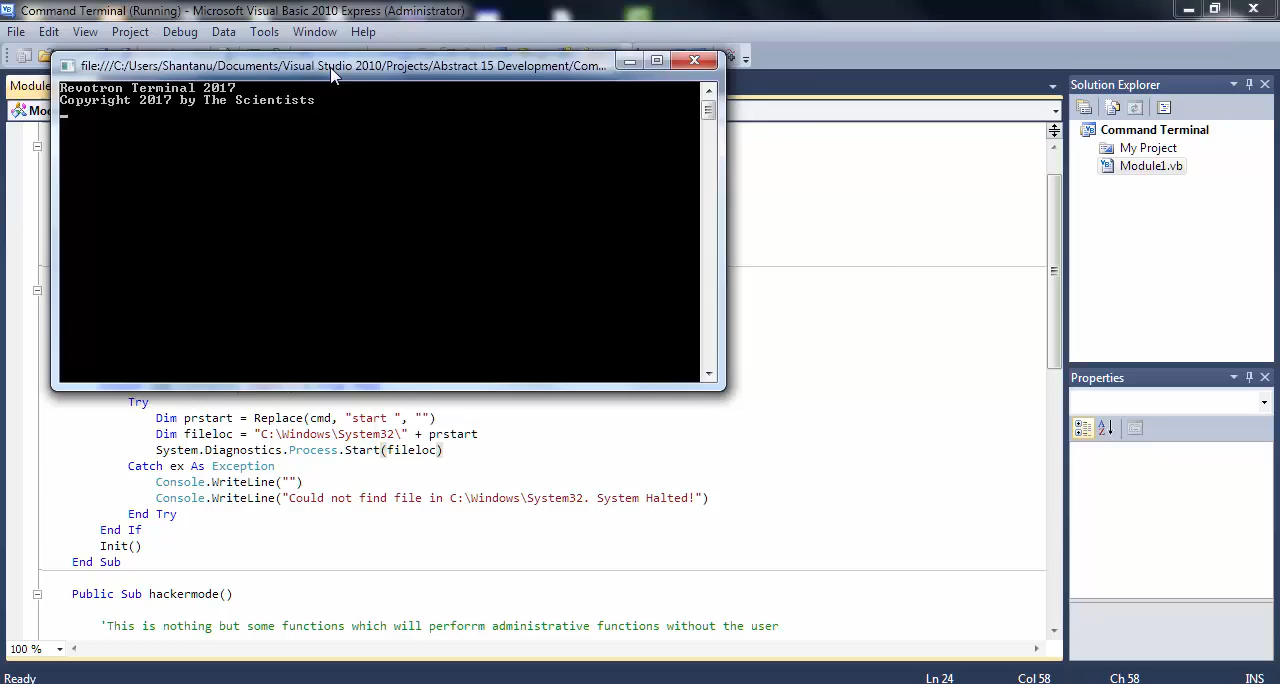 Command Terminal (Running) - Microsoft Visual Basic 2010 Express (Administrator)
File Edit View Project Debug Data Tools Window Help
file:///C:/Users/Shantanu/Documents/Visual Studio 2010/Projects/Abstract 15 Development/Com...
Revotron Terminal 2017
Copyright 2017 by The Scientists
Module
Mo
Solution Explorer
Command Terminal
My Project
Module1.vb
Properties
Try
Dim prstart = Replace(cmd, "start ", "")
Dim fileloc = "C:\Windows\System32\" + prstart
System.Diagnostics.Process.Start(fileloc)
Catch ex As Exception
Console.WriteLine("")
Console.WriteLine("Could not find file in C:\Windows\System32. System Halted!")
End Try
End If
Init()
End Sub
Public Sub hackermode()
'This is nothing but some functions which will perforrm administrative functions without the user
100 %
Ready Ln 24 Col 58 Ch 58 INS